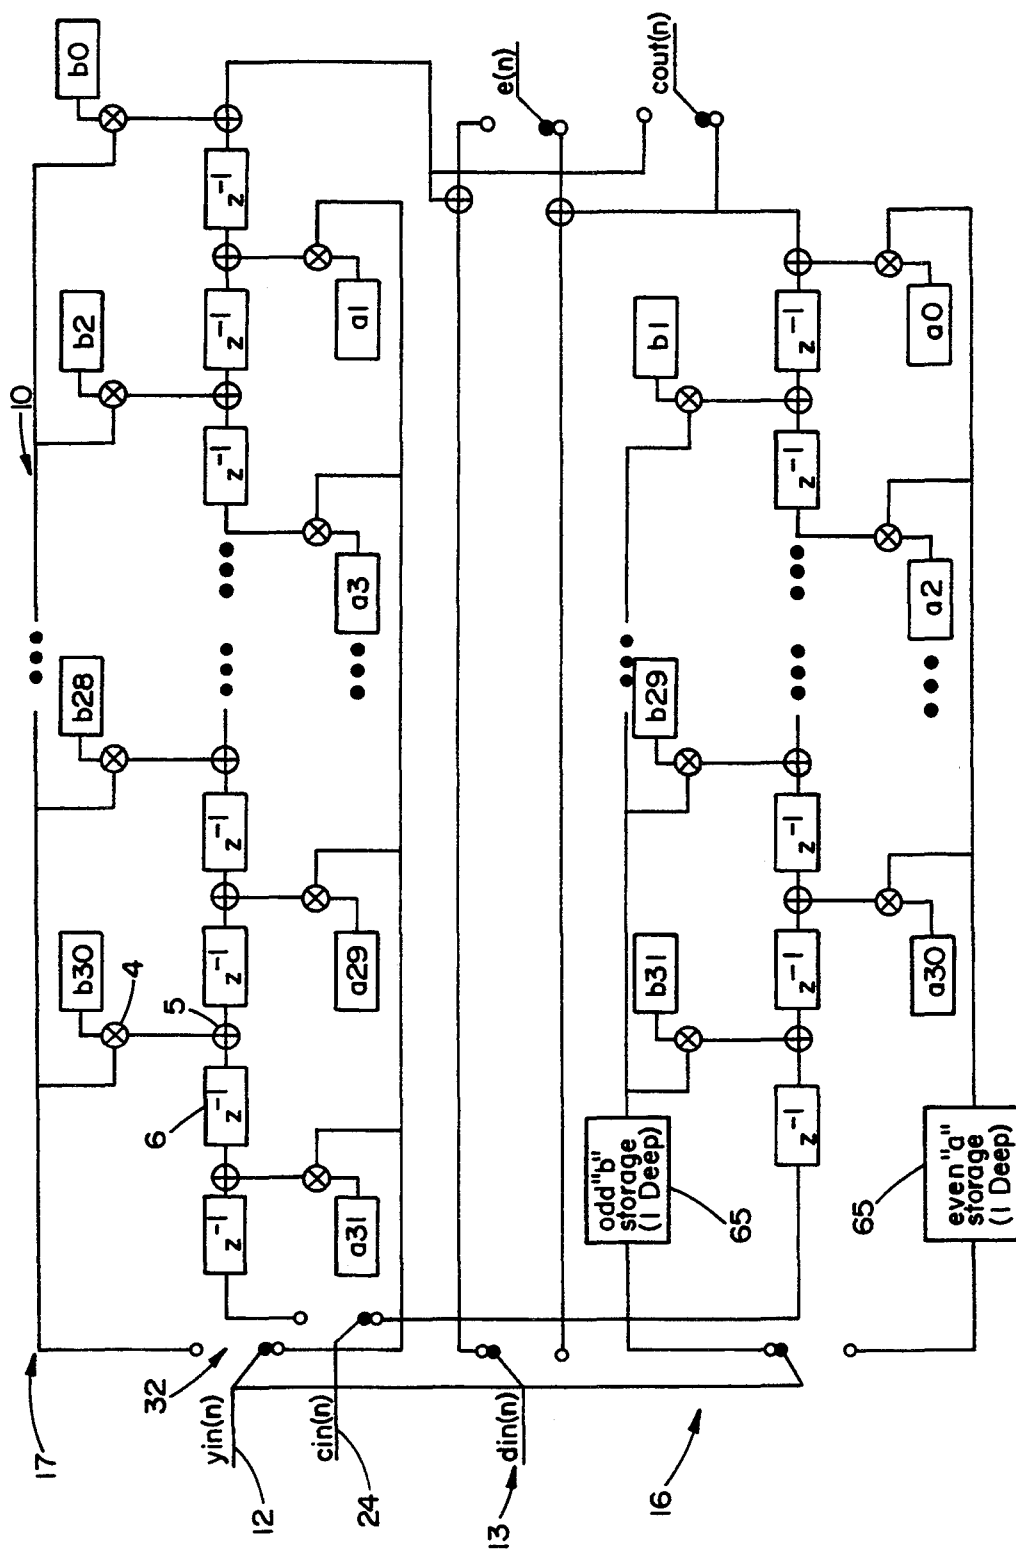 17
10
b30
b28
b2
b0
4
5
6
z⁻¹
z⁻¹
z⁻¹
z⁻¹
z⁻¹
z⁻¹
a31
a29
a3
a1
32
yin(n)
12
cin(n)
24
din(n)
13
e(n)
cout(n)
16
odd "b"
storage
(1 Deep)
65
b31
b29
b1
z⁻¹
z⁻¹
z⁻¹
z⁻¹
z⁻¹
a30
a2
a0
65
even "a"
storage
(1 Deep)